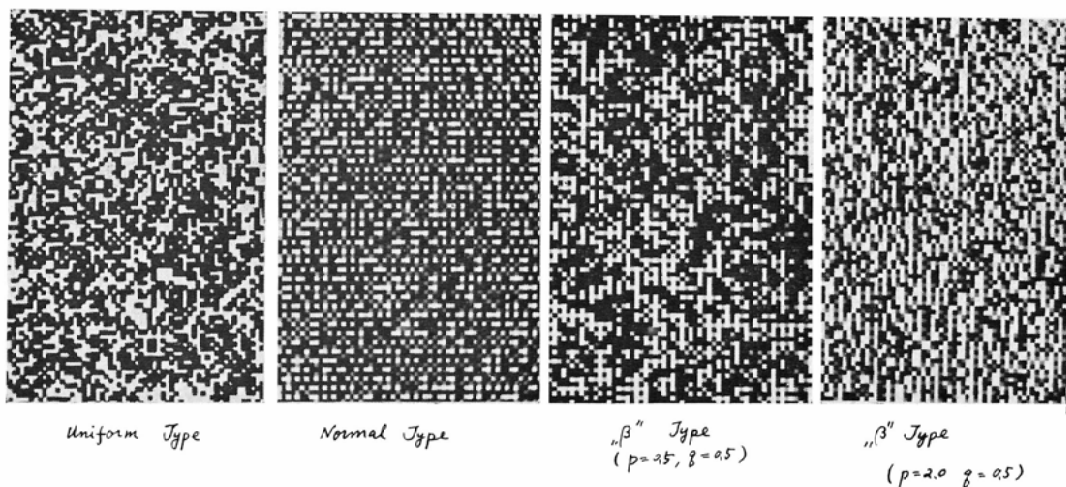 Uniform Type
Normal Type
„β" Type
(p=0.5, q=0.5)
„β" Type
(p=2.0 q=0.5)